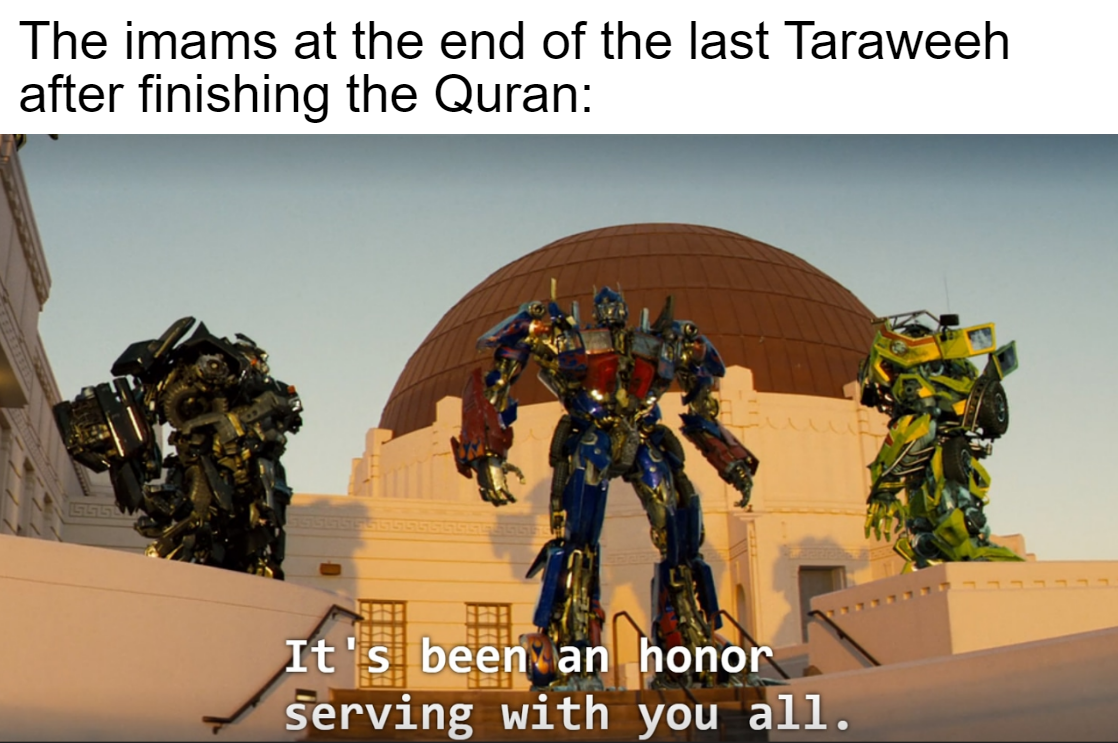 The imams at the end of the last Taraweeh
after finishing the Quran:
It's been an honor
serving with you all.